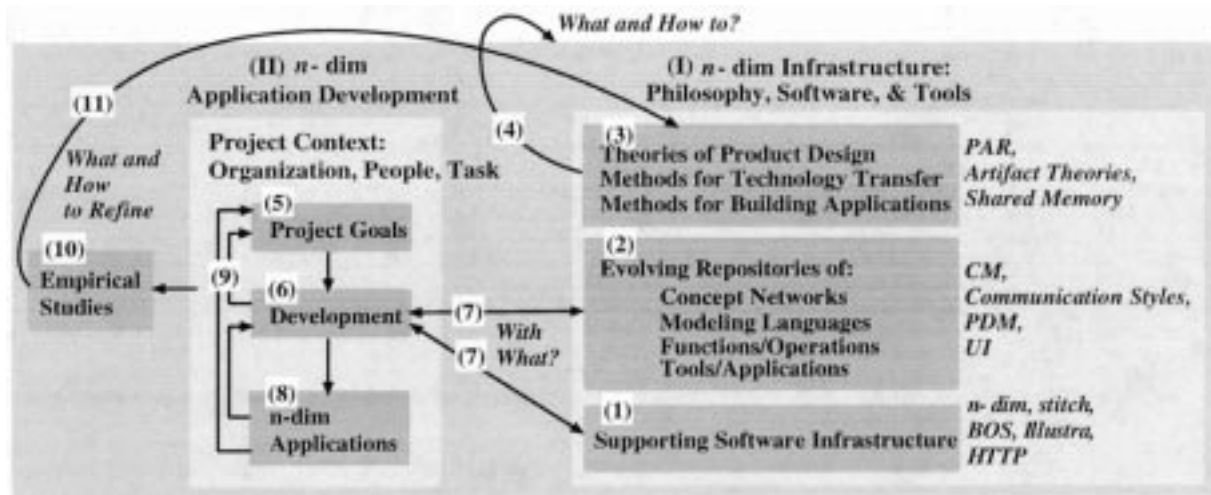 What and How to?
(II) n- dim
Application Development
(I) n- dim Infrastructure:
Philosophy, Software, & Tools
(11)
What and
How
to Refine
(10)
Empirical
Studies
Project Context:
Organization, People, Task
(5)
Project Goals
(9)
(6)
Development
(8)
n-dim
Applications
(4)
(7)
(7)
With
What?
(3)
Theories of Product Design
Methods for Technology Transfer
Methods for Building Applications
PAR,
Artifact Theories,
Shared Memory
(2)
Evolving Repositories of:
Concept Networks
Modeling Languages
Functions/Operations
Tools/Applications
CM,
Communication Styles,
PDM,
UI
(1)
Supporting Software Infrastructure
n- dim, stitch,
BOS, Illustra,
HTTP